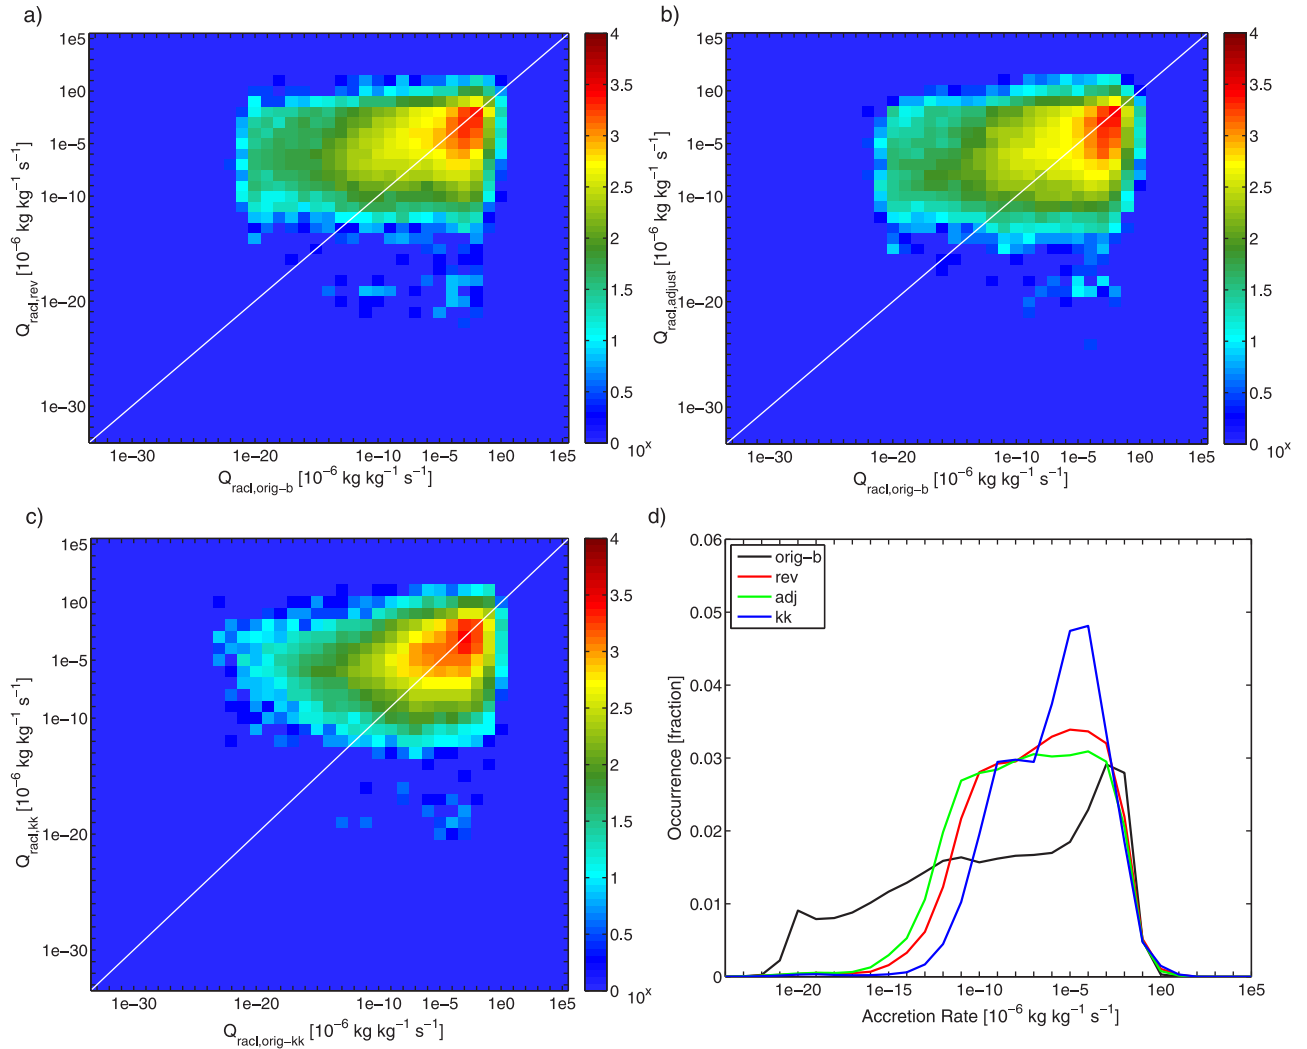 a)
1e5
1e0
1e−5
1e−10
1e−20
1e−30
Q_racl,rev [10^−6 kg kg^−1 s^−1]
1e−30 1e−20 1e−10 1e−5 1e0 1e5
Q_racl,orig−b [10^−6 kg kg^−1 s^−1]
4
3.5
3
2.5
2
1.5
1
0.5
0
10^x
b)
1e5
1e0
1e−5
1e−10
1e−20
1e−30
Q_racl,adjust [10^−6 kg kg^−1 s^−1]
1e−30 1e−20 1e−10 1e−5 1e0 1e5
Q_racl,orig−b [10^−6 kg kg^−1 s^−1]
4
3.5
3
2.5
2
1.5
1
0.5
0
10^x
c)
1e5
1e0
1e−5
1e−10
1e−20
1e−30
Q_racl,kk [10^−6 kg kg^−1 s^−1]
1e−30 1e−20 1e−10 1e−5 1e0 1e5
Q_racl,orig−kk [10^−6 kg kg^−1 s^−1]
4
3.5
3
2.5
2
1.5
1
0.5
0
10^x
d)
0.06
0.05
0.04
0.03
0.02
0.01
0
Occurrence [fraction]
orig−b
rev
adj
kk
1e−20 1e−15 1e−10 1e−5 1e0 1e5
Accretion Rate [10^−6 kg kg^−1 s^−1]